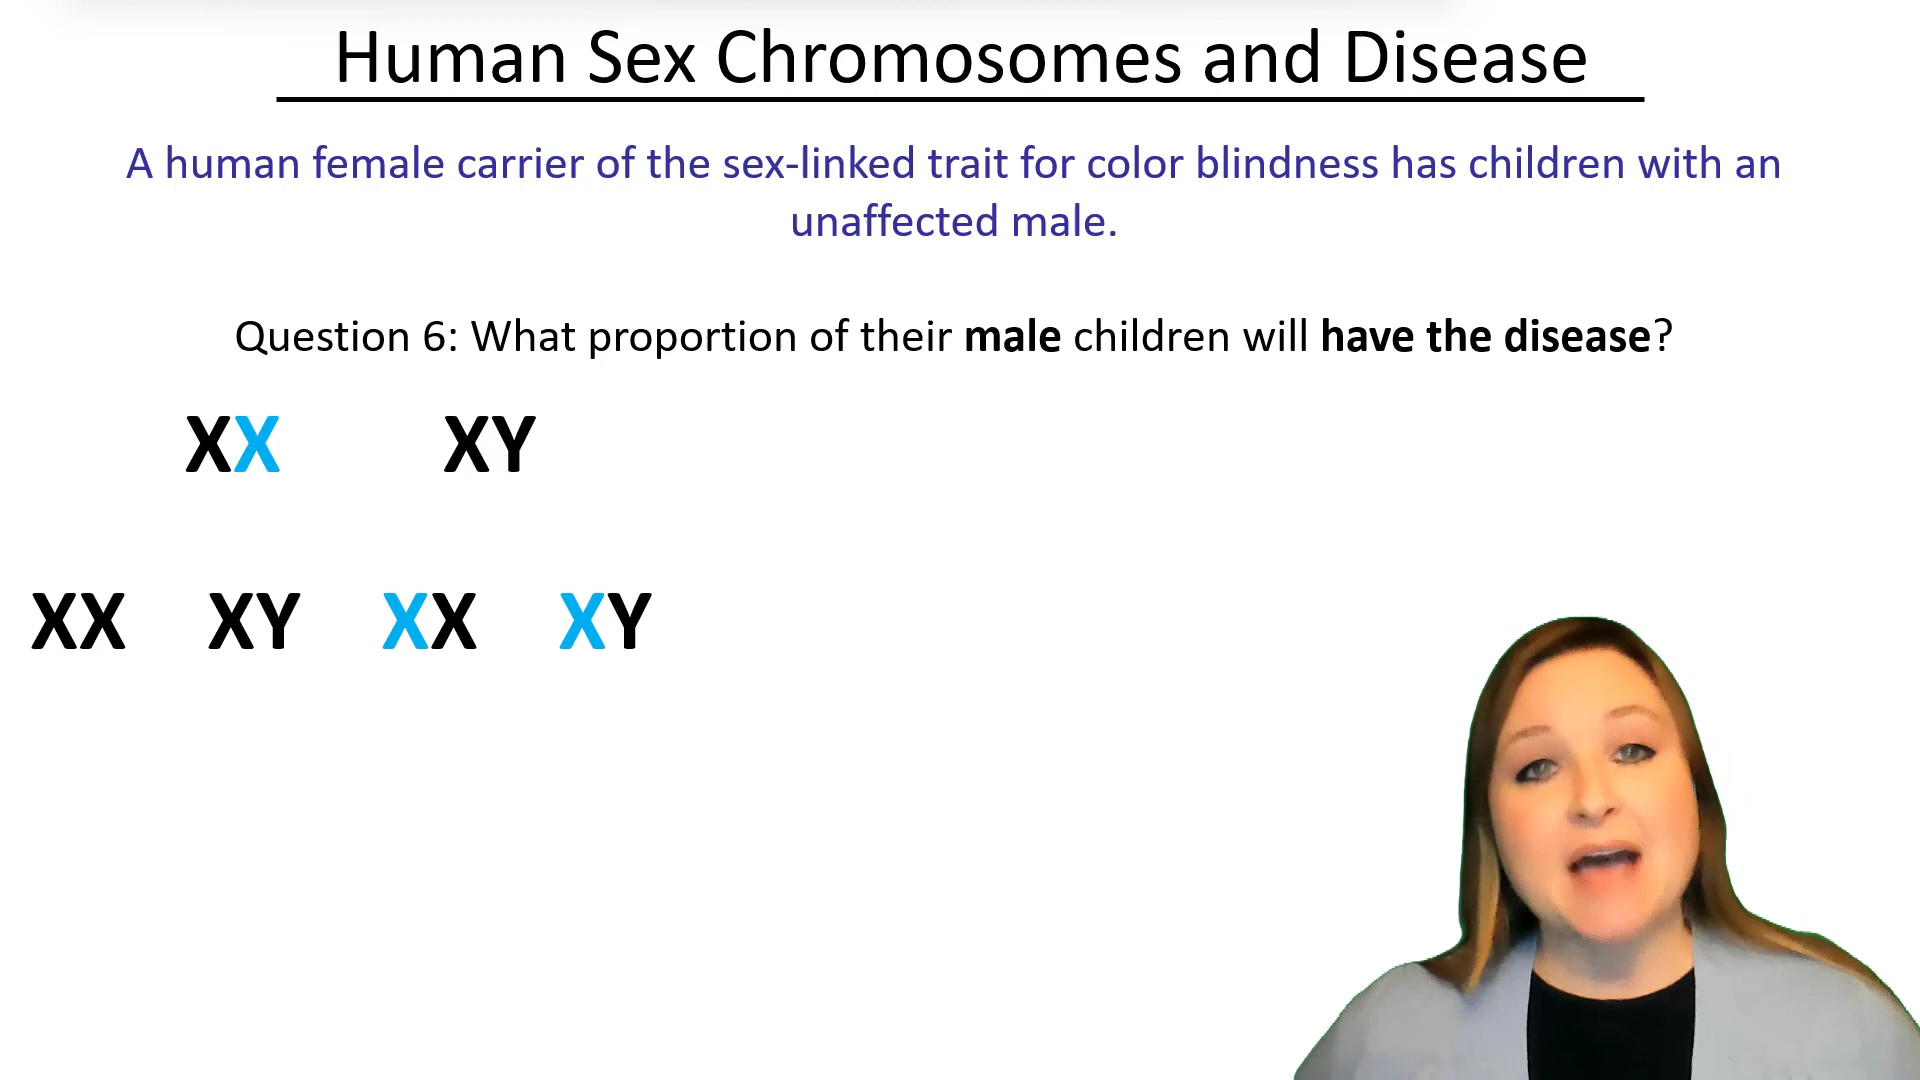 Human Sex Chromosomes and Disease
A human female carrier of the sex-linked trait for color blindness has children with an
unaffected male.
Question 6: What proportion of their male children will have the disease?
XX XY
XX XY XX XY